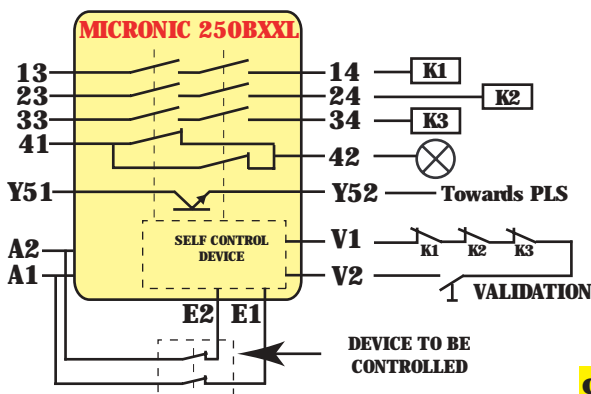 MICRONIC 250BXXL
13 14 K1
23 24 K2
33 34 K3
41 42
Y51 Y52 Towards PLS
SELF CONTROL
DEVICE
V1 K1 K2 K3
A2
A1
V2 VALIDATION
E2 E1
DEVICE TO BE
CONTROLLED